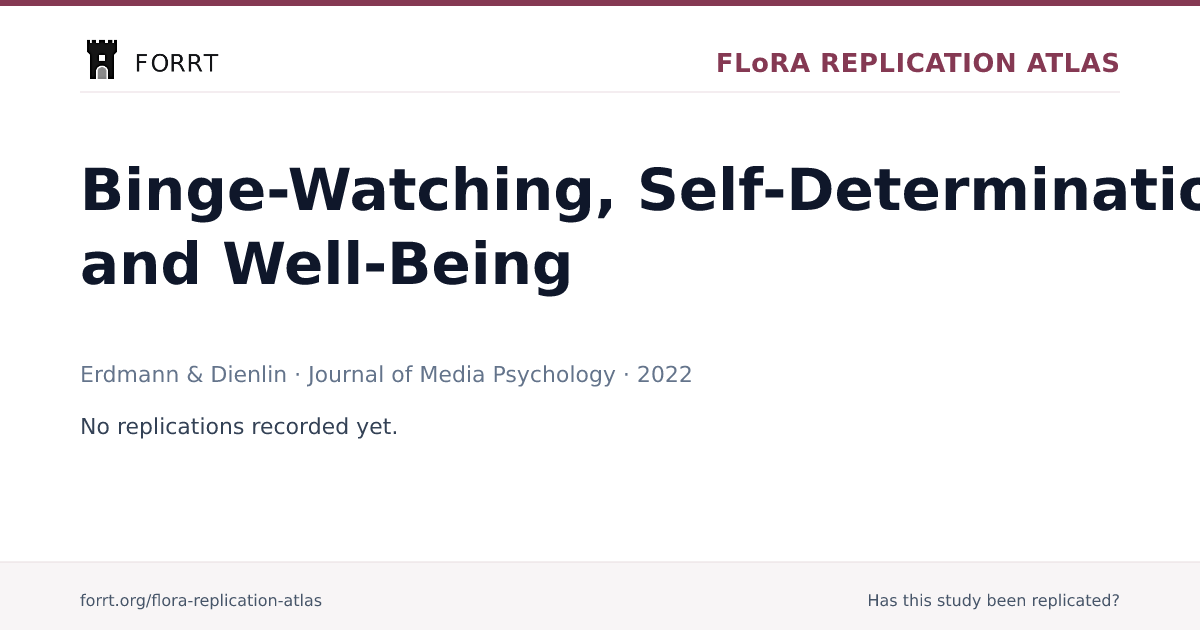 FORRT
FLoRA REPLICATION ATLAS
Binge-Watching, Self-Determinatio
and Well-Being
Erdmann & Dienlin · Journal of Media Psychology · 2022
No replications recorded yet.
forrt.org/flora-replication-atlas
Has this study been replicated?